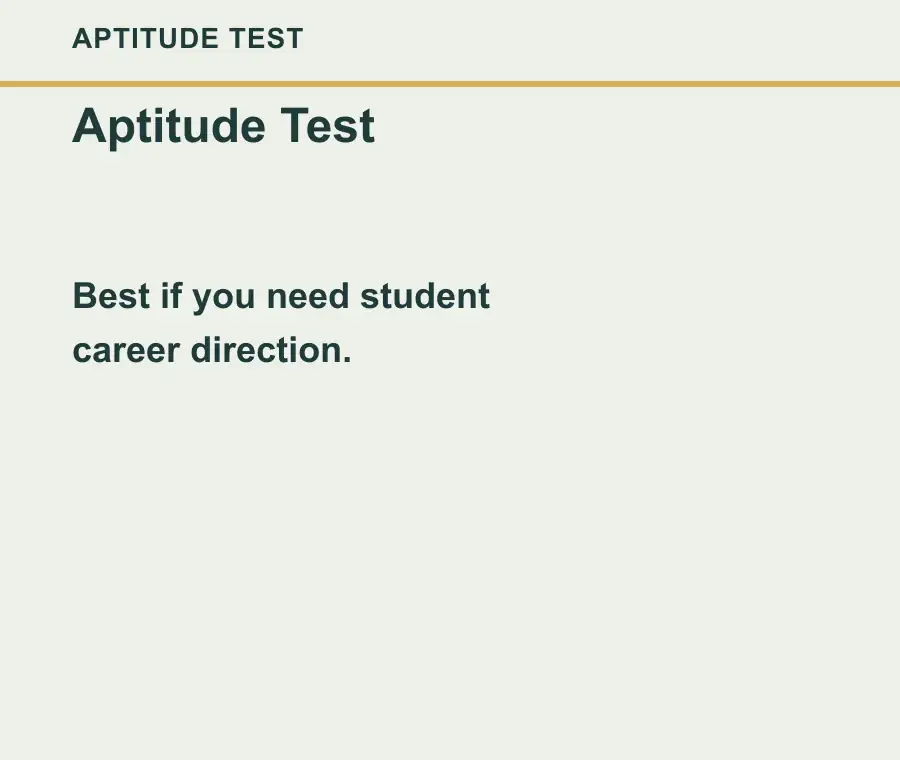 APTITUDE TEST
Aptitude Test
Best if you need student
career direction.